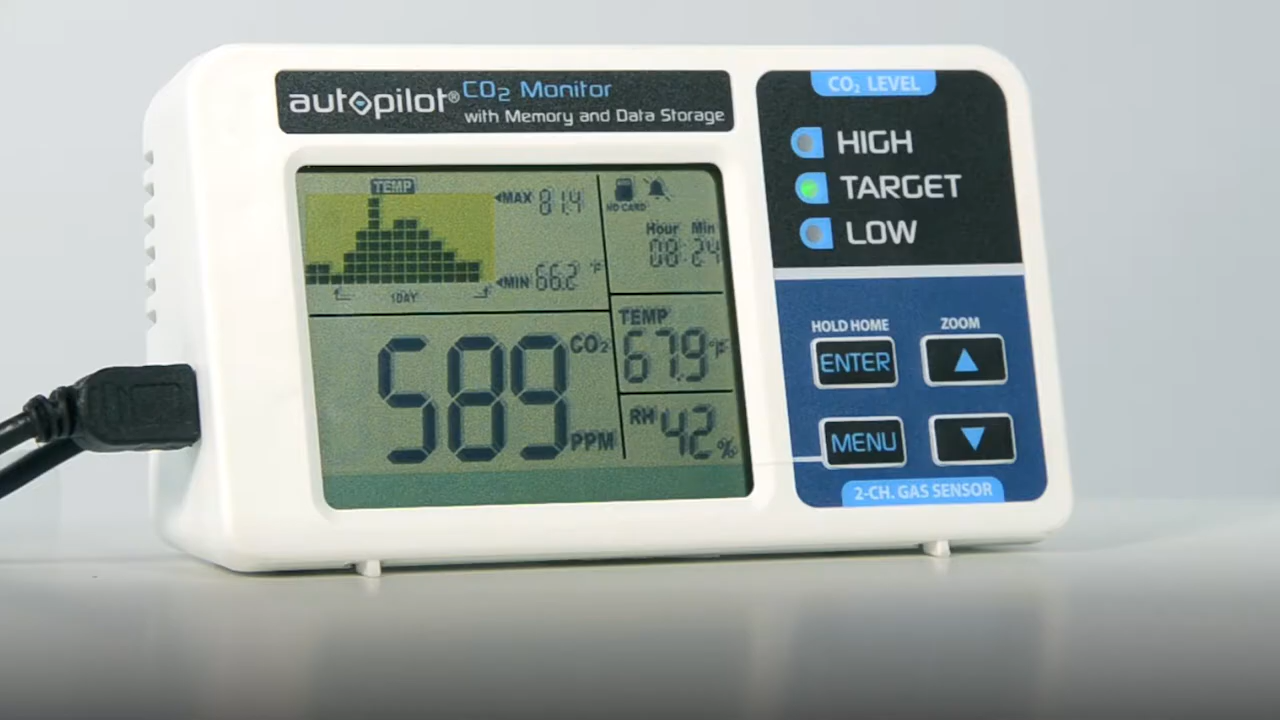 autopilot® CO₂ Monitor
with Memory and Data Storage
CO₂ LEVEL
HIGH
TARGET
LOW
TEMP
MAX 81.4
MIN 66.2 °F
1DAY
NO CARD
Hour Min
08:24
589 CO₂ PPM
TEMP
67.9 °F
RH 42 %
HOLD HOME
ENTER
ZOOM
MENU
2-CH. GAS SENSOR